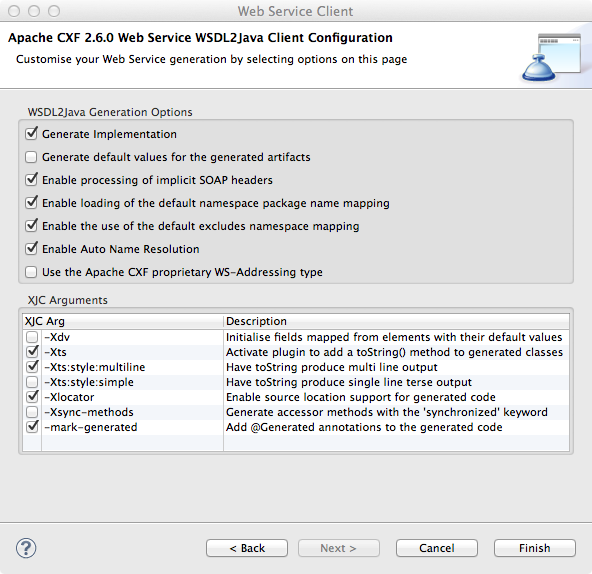 Web Service Client
Apache CXF 2.6.0 Web Service WSDL2Java Client Configuration
Customise your Web Service generation by selecting options on this page
WSDL2Java Generation Options
Generate Implementation
Generate default values for the generated artifacts
Enable processing of implicit SOAP headers
Enable loading of the default namespace package name mapping
Enable the use of the default excludes namespace mapping
Enable Auto Name Resolution
Use the Apache CXF proprietary WS-Addressing type
XJC Arguments
XJC Arg Description
-Xdv Initialise fields mapped from elements with their default values
-Xts Activate plugin to add a toString() method to generated classes
-Xts:style:multiline Have toString produce multi line output
-Xts:style:simple Have toString produce single line terse output
-Xlocator Enable source location support for generated code
-Xsync-methods Generate accessor methods with the 'synchronized' keyword
-mark-generated Add @Generated annotations to the generated code
? < Back Next > Cancel Finish